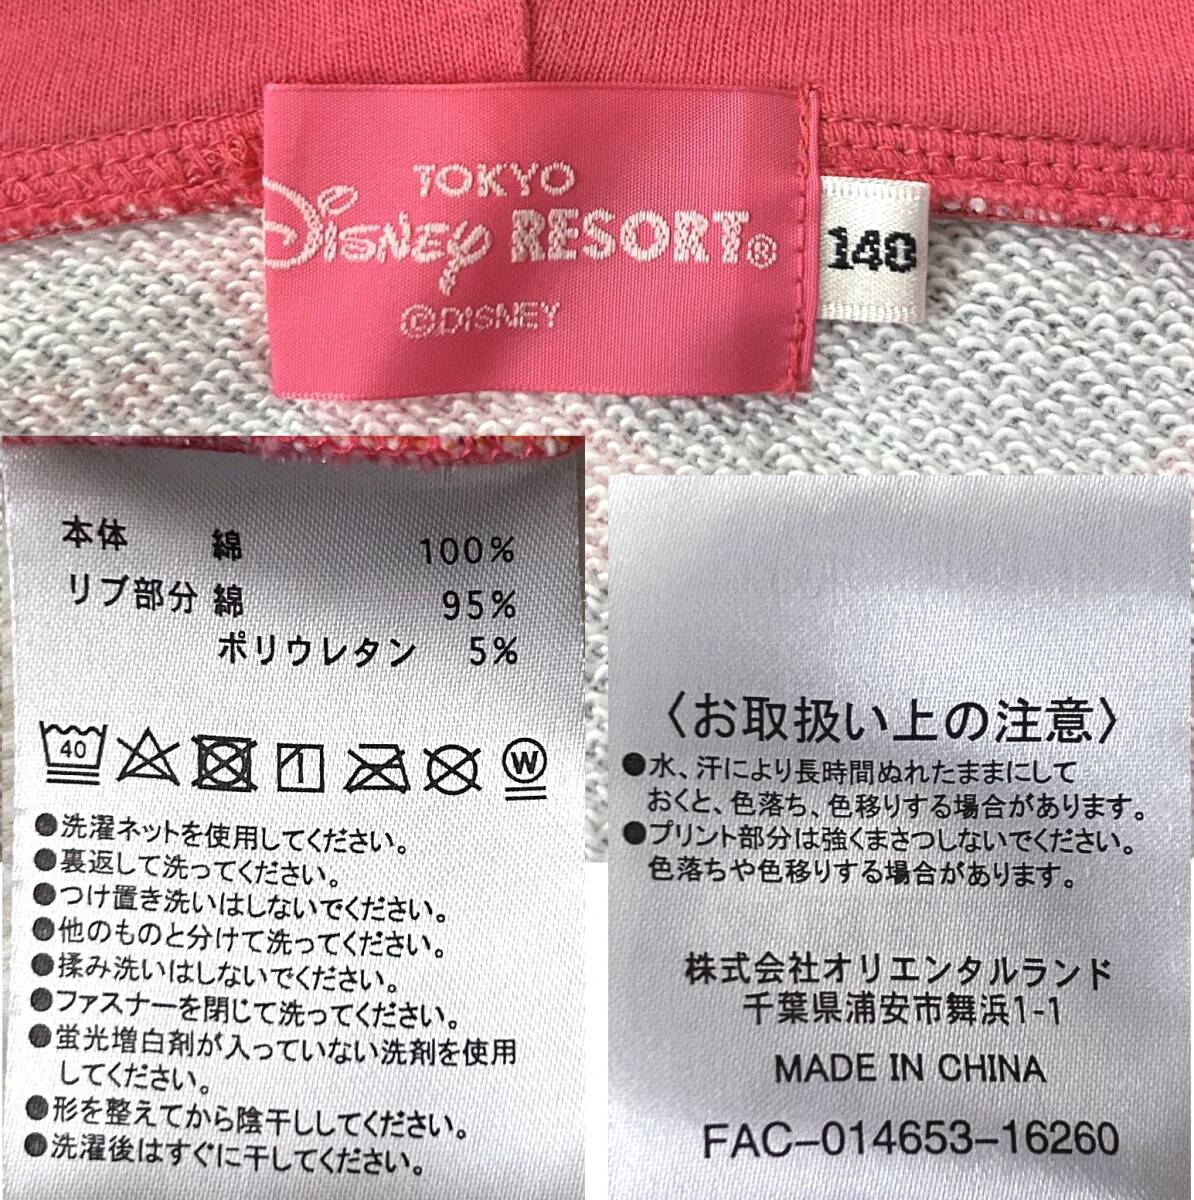 TOKYO
Disney RESORT®
©DISNEY
140
本体 綿 100%
リブ部分 綿 95%
ポリウレタン 5%
40
W
●洗濯ネットを使用してください。
●裏返して洗ってください。
●つけ置き洗いはしないでください。
●他のものと分けて洗ってください。
●揉み洗いはしないでください。
●ファスナーを閉じて洗ってください。
●蛍光増白剤が入っていない洗剤を使用
してください。
●形を整えてから陰干ししてください。
●洗濯後はすぐに干してください。
〈お取扱い上の注意〉
●水、汗により長時間ぬれたままにして
おくと、色落ち、色移りする場合があります。
●プリント部分は強くまさつしないでください。
色落ちや色移りする場合があります。
株式会社オリエンタルランド
千葉県浦安市舞浜1-1
MADE IN CHINA
FAC-014653-16260